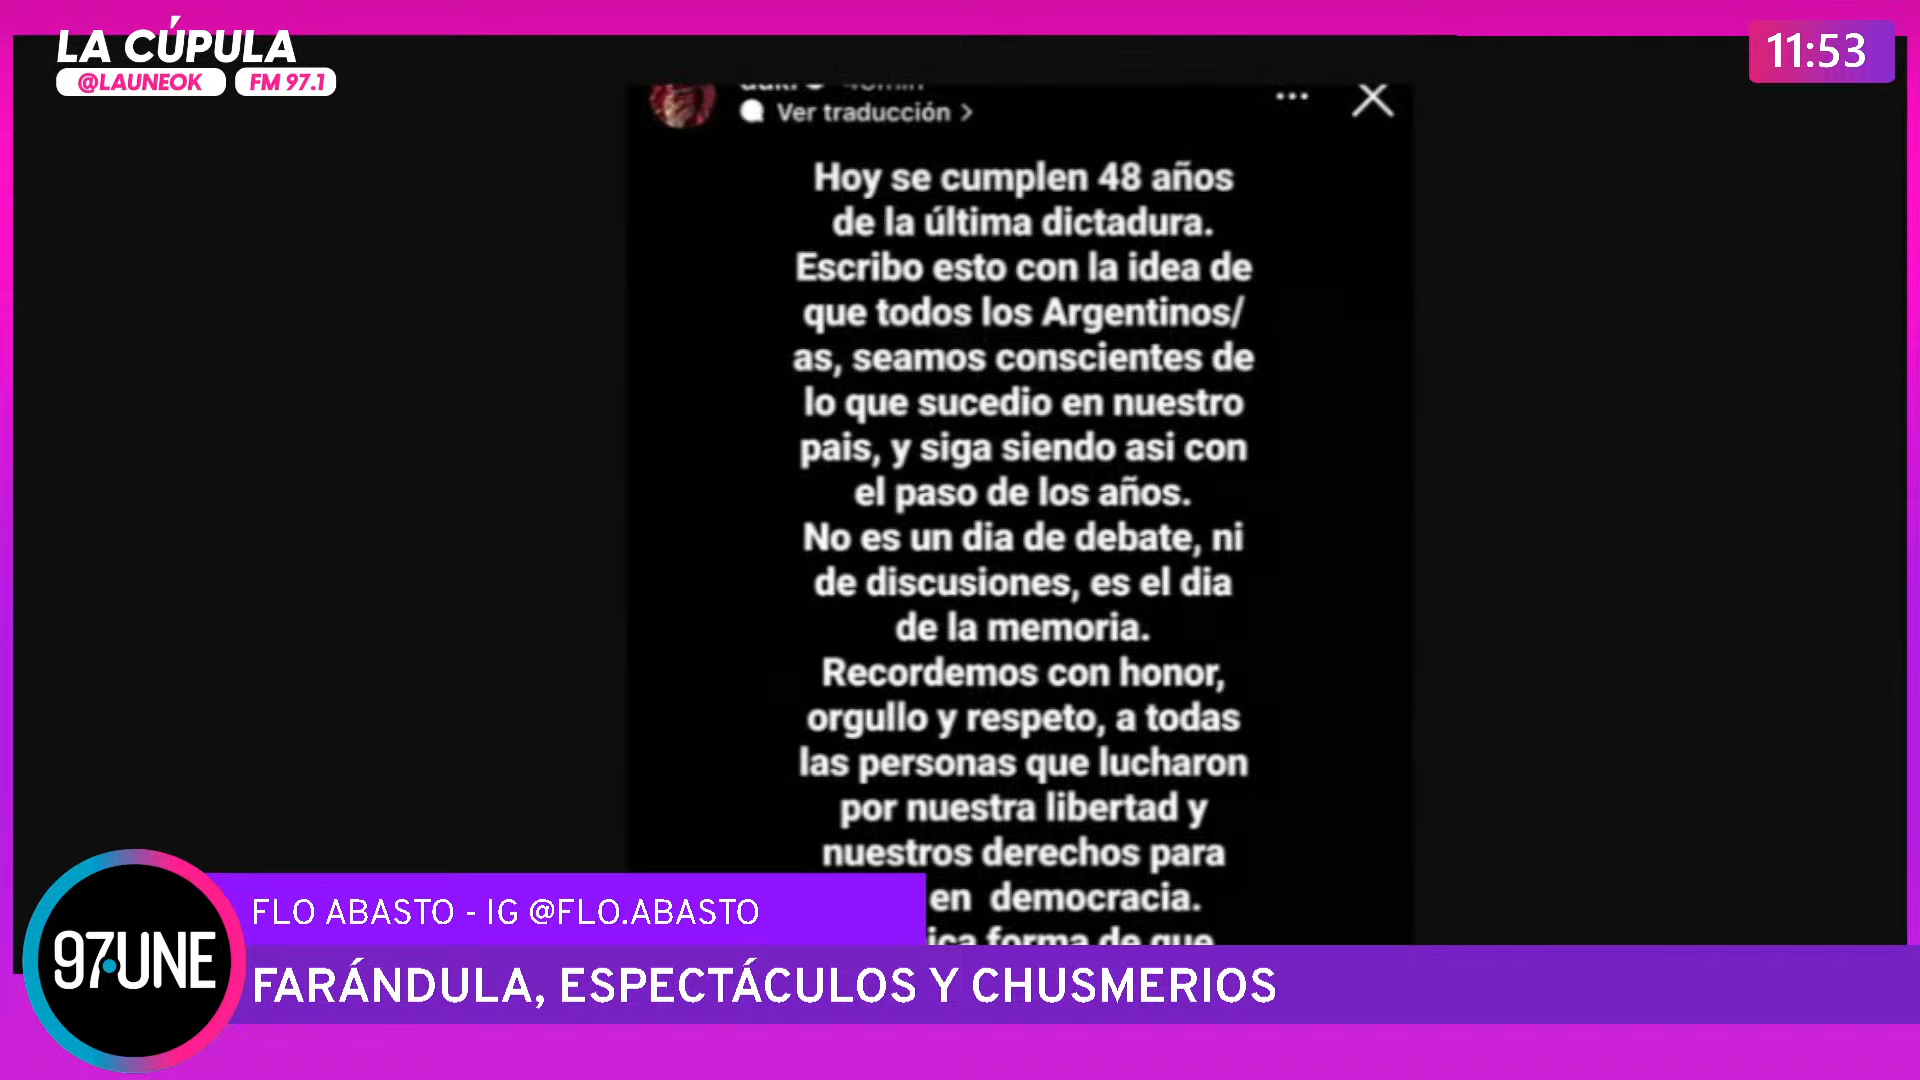 LA CÚPULA
@LAUNEOK FM 97.1
11:53
Ver traducción
Hoy se cumplen 48 años
de la última dictadura.
Escribo esto con la idea de
que todos los Argentinos/
as, seamos conscientes de
lo que sucedio en nuestro
pais, y siga siendo asi con
el paso de los años.
No es un dia de debate, ni
de discusiones, es el dia
de la memoria.
Recordemos con honor,
orgullo y respeto, a todas
las personas que lucharon
por nuestra libertad y
nuestros derechos para
en democracia.
forma de que
FLO ABASTO - IG @FLO.ABASTO
97UNE
FARÁNDULA, ESPECTÁCULOS Y CHUSMERIOS